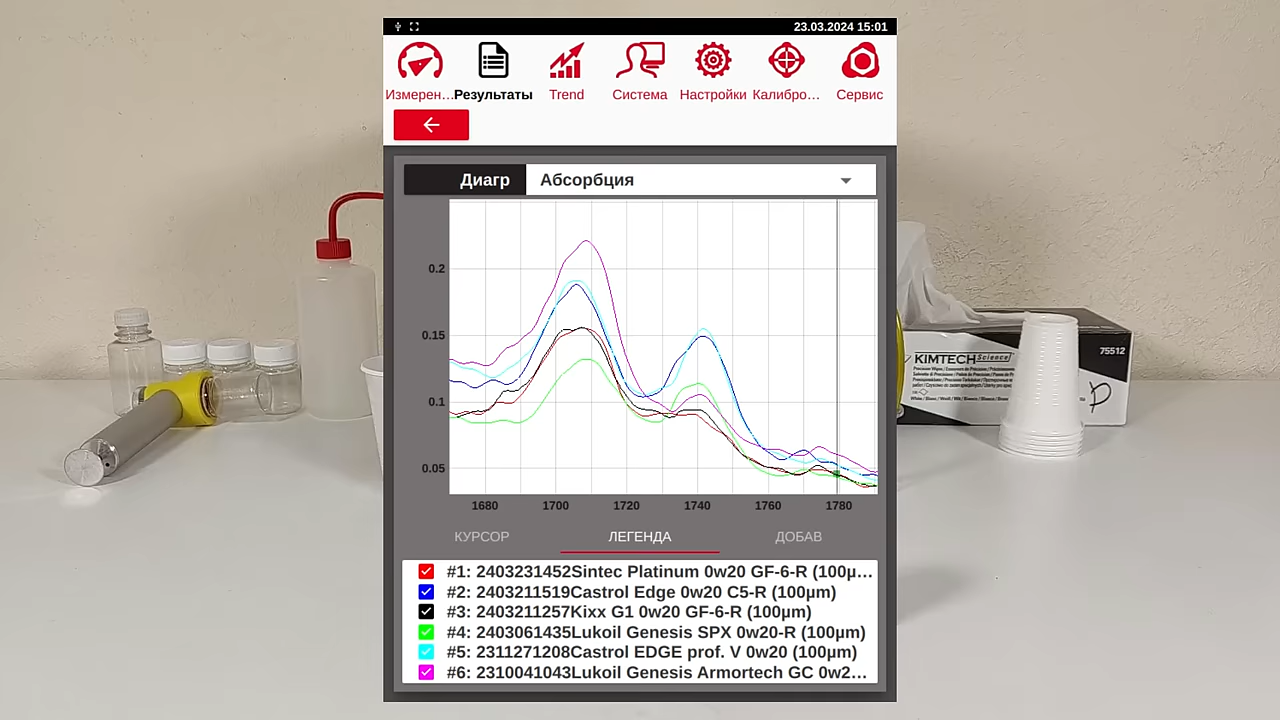 23.03.2024 15:01
Измерен... Результаты Trend Система Настройки Калибро... Сервис
Диагр Абсорбция
0.2
0.15
0.1
0.05
1680 1700 1720 1740 1760 1780
КУРСОР ЛЕГЕНДА ДОБАВ
#1: 2403231452Sintec Platinum 0w20 GF-6-R (100µ...
#2: 2403211519Castrol Edge 0w20 C5-R (100µm)
#3: 2403211257Kixx G1 0w20 GF-6-R (100µm)
#4: 2403061435Lukoil Genesis SPX 0w20-R (100µm)
#5: 2311271208Castrol EDGE prof. V 0w20 (100µm)
#6: 2310041043Lukoil Genesis Armortech GC 0w2...
KIMTECH Science
75512